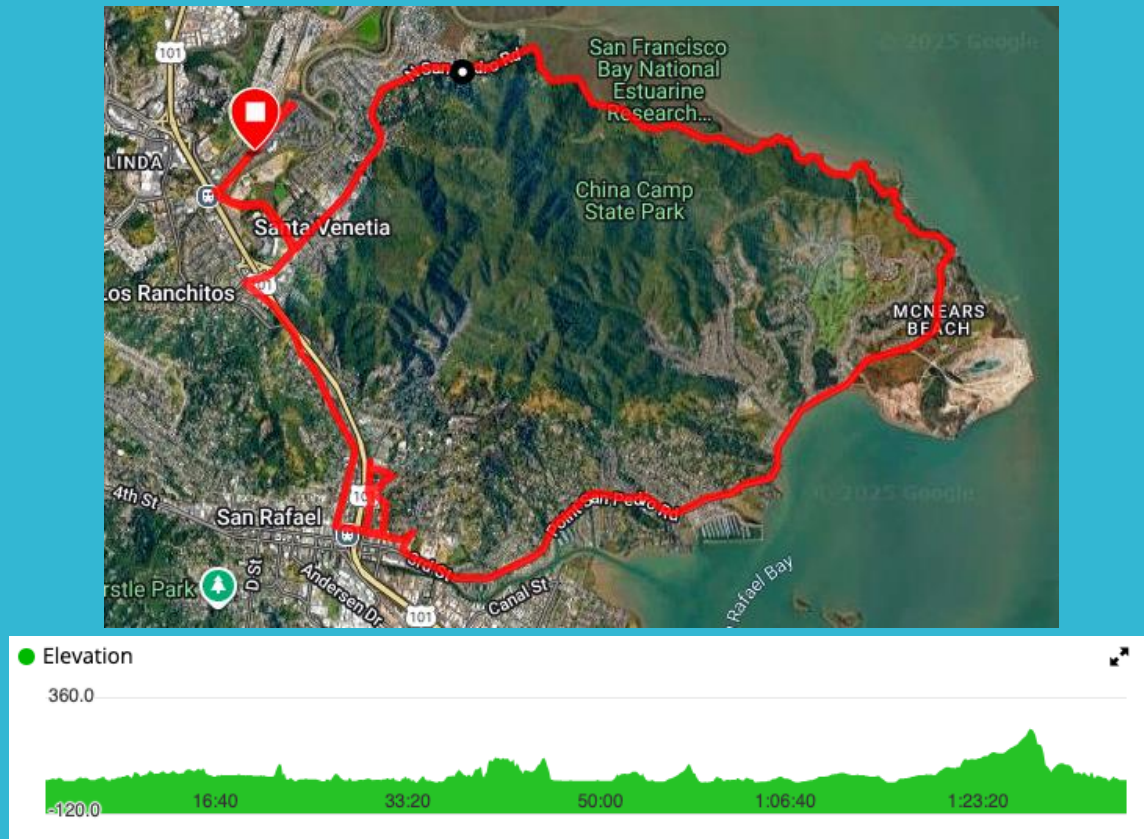 © 2025 Google
101
San Francisco
Bay National
Estuarine
Research...
LINDA
China Camp
State Park
Santa Venetia
Los Ranchitos
101
MCNEARS
BEACH
4th St
101
San Rafael
Point San Pedro Rd
© 2025 Google
3rd St
D St
Andersen Dr
Canal St
101
Rafael Bay
Elevation
360.0
-120.0
16:40
33:20
50:00
1:06:40
1:23:20